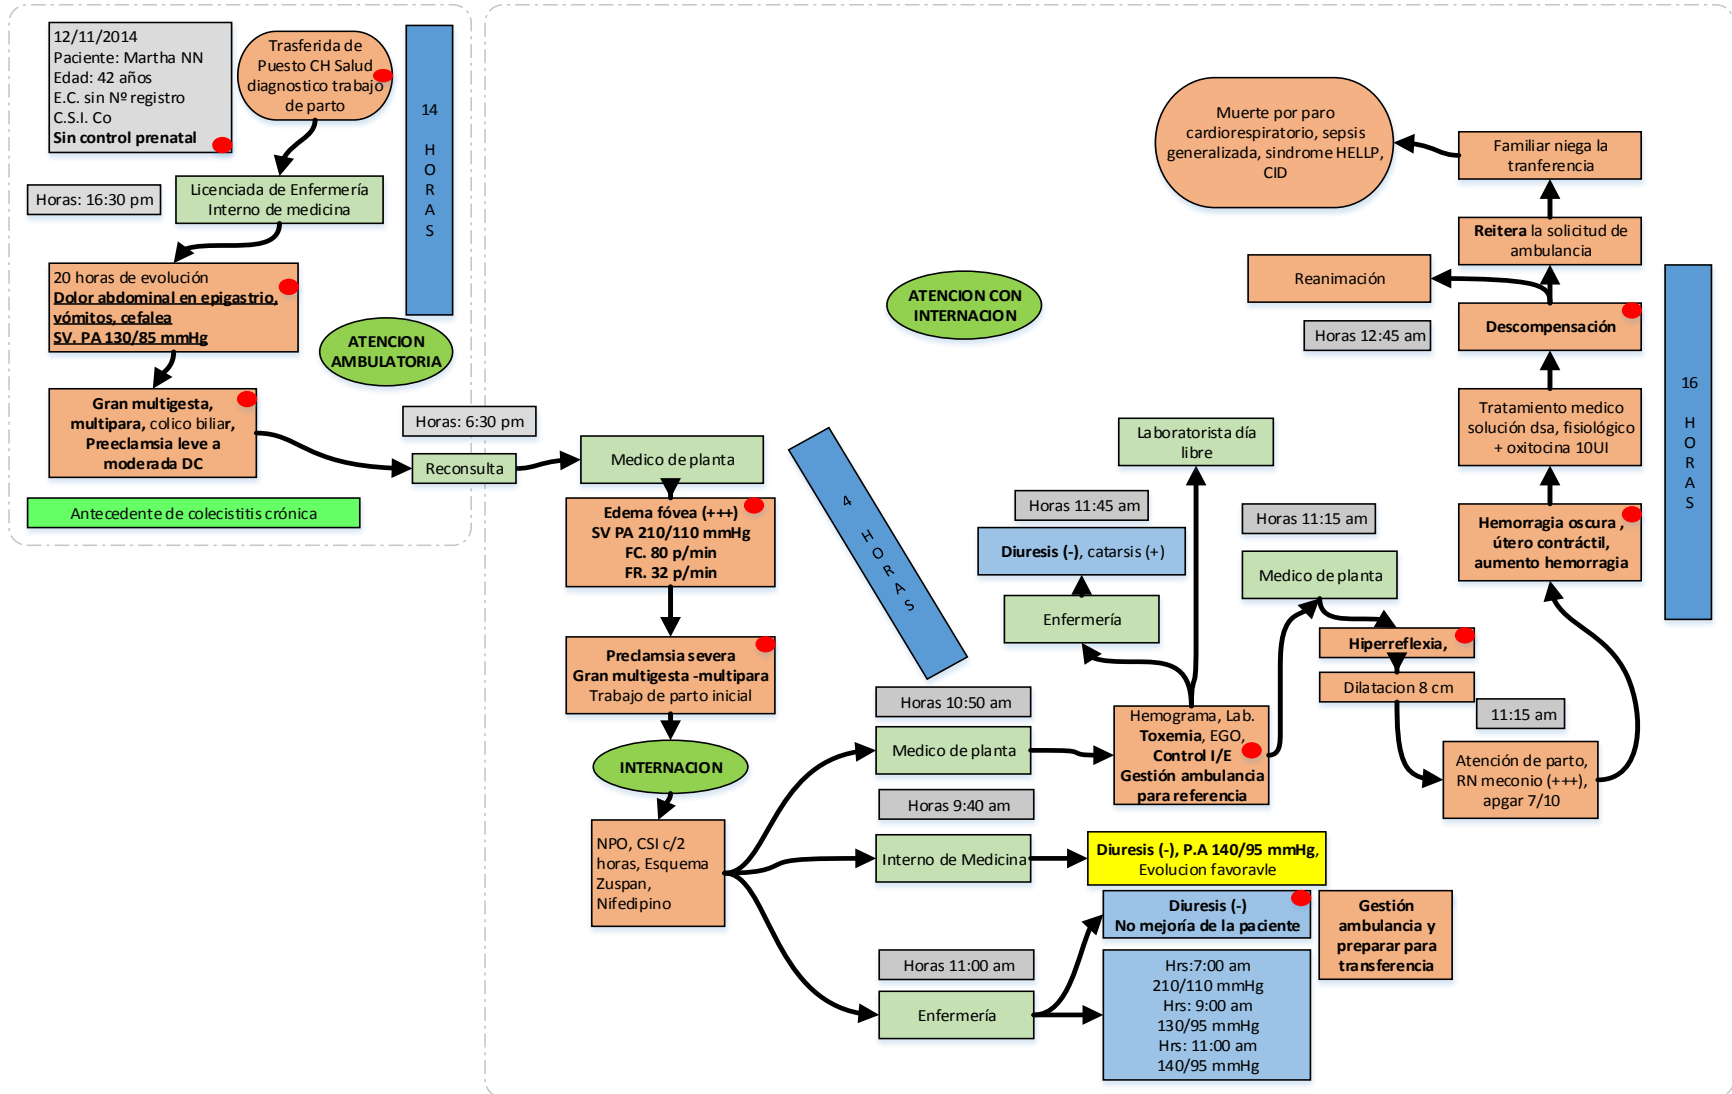 12/11/2014
Paciente: Martha NN
Edad: 42 años
E.C. sin Nº registro
C.S.I. Co
Sin control prenatal
Trasferida de
Puesto CH Salud
diagnostico trabajo
de parto
14
H
O
R
A
S
Horas: 16:30 pm
Licenciada de Enfermería
Interno de medicina
20 horas de evolución
Dolor abdominal en epigastrio,
vómitos, cefalea
SV. PA 130/85 mmHg
ATENCION
AMBULATORIA
Gran multigesta,
multipara, colico biliar,
Preeclamsia leve a
moderada DC
Antecedente de colecistitis crónica
Horas: 6:30 pm
Reconsulta
Medico de planta
Edema fóvea (+++)
SV PA 210/110 mmHg
FC. 80 p/min
FR. 32 p/min
Preclamsia severa
Gran multigesta -multipara
Trabajo de parto inicial
INTERNACION
NPO, CSI c/2
horas, Esquema
Zuspan,
Nifedipino
4
H
O
R
A
S
ATENCION CON
INTERNACION
Horas 10:50 am
Medico de planta
Horas 9:40 am
Interno de Medicina
Horas 11:00 am
Enfermería
Diuresis (-), P.A 140/95 mmHg,
Evolucion favoravle
Diuresis (-)
No mejoría de la paciente
Hrs:7:00 am
210/110 mmHg
Hrs: 9:00 am
130/95 mmHg
Hrs: 11:00 am
140/95 mmHg
Gestión
ambulancia y
preparar para
transferencia
Hemograma, Lab.
Toxemia, EGO,
Control I/E
Gestión ambulancia
para referencia
Horas 11:45 am
Diuresis (-), catarsis (+)
Enfermería
Laboratorista día
libre
Horas 11:15 am
Medico de planta
Hiperreflexia,
Dilatacion 8 cm
11:15 am
Atención de parto,
RN meconio (+++),
apgar 7/10
Hemorragia oscura ,
útero contráctil,
aumento hemorragia
Tratamiento medico
solución dsa, fisiológico
+ oxitocina 10UI
Horas 12:45 am
Descompensación
Reanimación
Reitera la solicitud de
ambulancia
Familiar niega la
tranferencia
Muerte por paro
cardiorespiratorio, sepsis
generalizada, sindrome HELLP,
CID
16
H
O
R
A
S